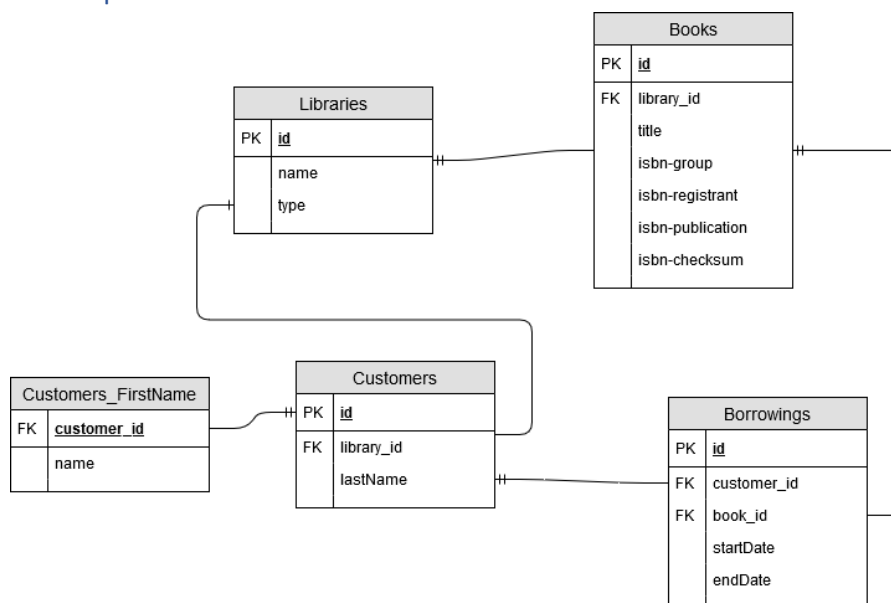 Books
PK id
FK library_id
title
isbn-group
isbn-registrant
isbn-publication
isbn-checksum
Libraries
PK id
name
type
Customers_FirstName
FK customer_id
name
Customers
PK id
FK library_id
lastName
Borrowings
PK id
FK customer_id
FK book_id
startDate
endDate